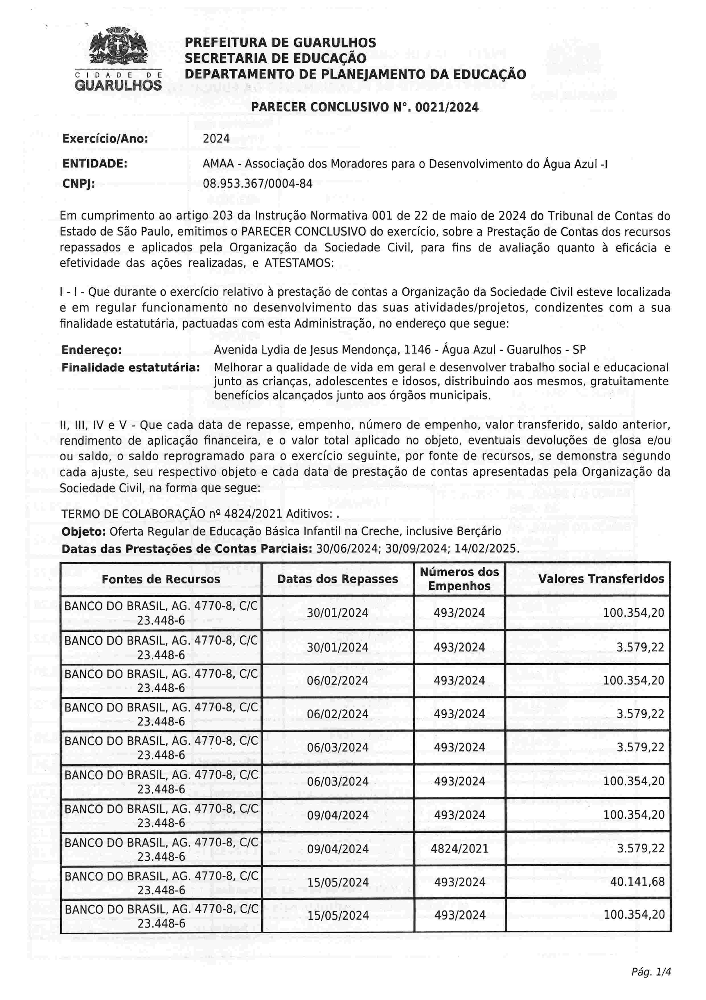 PREFEITURA DE GUARULHOS
SECRETARIA DE EDUCAÇÃO
DEPARTAMENTO DE PLANEJAMENTO DA EDUCAÇÃO
CIDADE DE
GUARULHOS
PARECER CONCLUSIVO N°. 0021/2024
Exercício/Ano: 2024
ENTIDADE: AMAA - Associação dos Moradores para o Desenvolvimento do Água Azul -I
CNPJ: 08.953.367/0004-84
Em cumprimento ao artigo 203 da Instrução Normativa 001 de 22 de maio de 2024 do Tribunal de Contas do
Estado de São Paulo, emitimos o PARECER CONCLUSIVO do exercício, sobre a Prestação de Contas dos recursos
repassados e aplicados pela Organização da Sociedade Civil, para fins de avaliação quanto à eficácia e
efetividade das ações realizadas, e ATESTAMOS:
I - I - Que durante o exercício relativo à prestação de contas a Organização da Sociedade Civil esteve localizada
e em regular funcionamento no desenvolvimento das suas atividades/projetos, condizentes com a sua
finalidade estatutária, pactuadas com esta Administração, no endereço que segue:
Endereço: Avenida Lydia de Jesus Mendonça, 1146 - Água Azul - Guarulhos - SP
Finalidade estatutária: Melhorar a qualidade de vida em geral e desenvolver trabalho social e educacional
junto as crianças, adolescentes e idosos, distribuindo aos mesmos, gratuitamente
benefícios alcançados junto aos órgãos municipais.
II, III, IV e V - Que cada data de repasse, empenho, número de empenho, valor transferido, saldo anterior,
rendimento de aplicação financeira, e o valor total aplicado no objeto, eventuais devoluções de glosa e/ou
ou saldo, o saldo reprogramado para o exercício seguinte, por fonte de recursos, se demonstra segundo
cada ajuste, seu respectivo objeto e cada data de prestação de contas apresentadas pela Organização da
Sociedade Civil, na forma que segue:
TERMO DE COLABORAÇÃO nº 4824/2021 Aditivos: .
Objeto: Oferta Regular de Educação Básica Infantil na Creche, inclusive Berçário
Datas das Prestações de Contas Parciais: 30/06/2024; 30/09/2024; 14/02/2025.
Fontes de Recursos Datas dos Repasses Números dos Empenhos Valores Transferidos
BANCO DO BRASIL, AG. 4770-8, C/C
23.448-6 30/01/2024 493/2024 100.354,20
BANCO DO BRASIL, AG. 4770-8, C/C
23.448-6 30/01/2024 493/2024 3.579,22
BANCO DO BRASIL, AG. 4770-8, C/C
23.448-6 06/02/2024 493/2024 100.354,20
BANCO DO BRASIL, AG. 4770-8, C/C
23.448-6 06/02/2024 493/2024 3.579,22
BANCO DO BRASIL, AG. 4770-8, C/C
23.448-6 06/03/2024 493/2024 3.579,22
BANCO DO BRASIL, AG. 4770-8, C/C
23.448-6 06/03/2024 493/2024 100.354,20
BANCO DO BRASIL, AG. 4770-8, C/C
23.448-6 09/04/2024 493/2024 100.354,20
BANCO DO BRASIL, AG. 4770-8, C/C
23.448-6 09/04/2024 4824/2021 3.579,22
BANCO DO BRASIL, AG. 4770-8, C/C
23.448-6 15/05/2024 493/2024 40.141,68
BANCO DO BRASIL, AG. 4770-8, C/C
23.448-6 15/05/2024 493/2024 100.354,20
Pág. 1/4